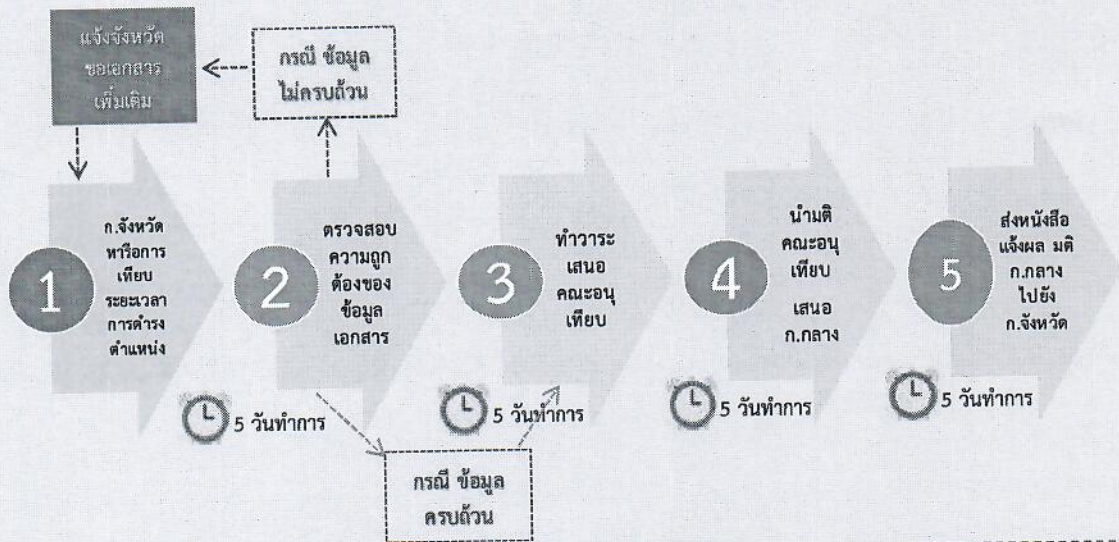 แจ้งจังหวัด
ขอเอกสาร
เพิ่มเติม
กรณี ข้อมูล
ไม่ครบถ้วน
1
ก.จังหวัด
หารือการ
เทียบ
ระยะเวลา
การดำรง
ตำแหน่ง
2
ตรวจสอบ
ความถูก
ต้องของ
ข้อมูล
เอกสาร
3
ทำวาระ
เสนอ
คณะอนุ
เทียบ
4
นำมติ
คณะอนุ
เทียบ
เสนอ
ก.กลาง
5
ส่งหนังสือ
แจ้งผล มติ
ก.กลาง
ไปยัง
ก.จังหวัด
5 วันทำการ
5 วันทำการ
5 วันทำการ
5 วันทำการ
กรณี ข้อมูล
ครบถ้วน